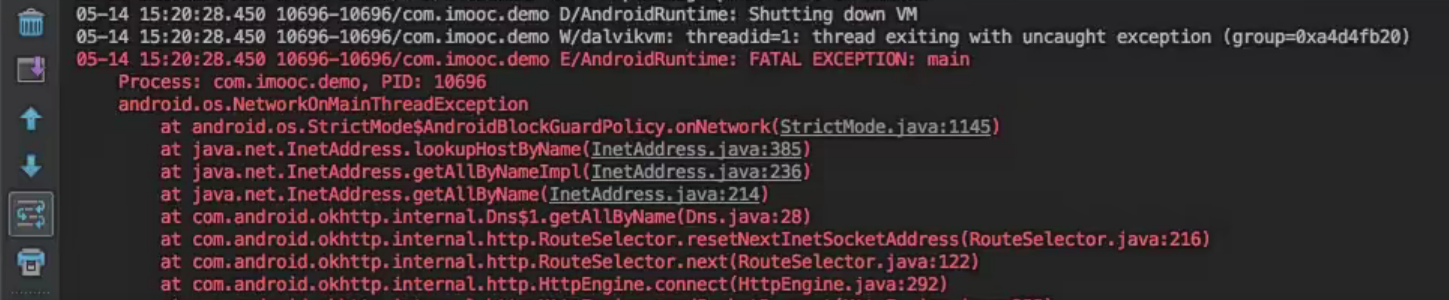 05-14 15:20:28.450 10696-10696/com.imooc.demo D/AndroidRuntime: Shutting down VM
05-14 15:20:28.450 10696-10696/com.imooc.demo W/dalvikvm: threadid=1: thread exiting with uncaught exception (group=0xa4d4fb20)
05-14 15:20:28.450 10696-10696/com.imooc.demo E/AndroidRuntime: FATAL EXCEPTION: main
Process: com.imooc.demo, PID: 10696
android.os.NetworkOnMainThreadException
at android.os.StrictMode$AndroidBlockGuardPolicy.onNetwork(StrictMode.java:1145)
at java.net.InetAddress.lookupHostByName(InetAddress.java:385)
at java.net.InetAddress.getAllByNameImpl(InetAddress.java:236)
at java.net.InetAddress.getAllByName(InetAddress.java:214)
at com.android.okhttp.internal.Dns$1.getAllByName(Dns.java:28)
at com.android.okhttp.internal.http.RouteSelector.resetNextInetSocketAddress(RouteSelector.java:216)
at com.android.okhttp.internal.http.RouteSelector.next(RouteSelector.java:122)
at com.android.okhttp.internal.http.HttpEngine.connect(HttpEngine.java:292)